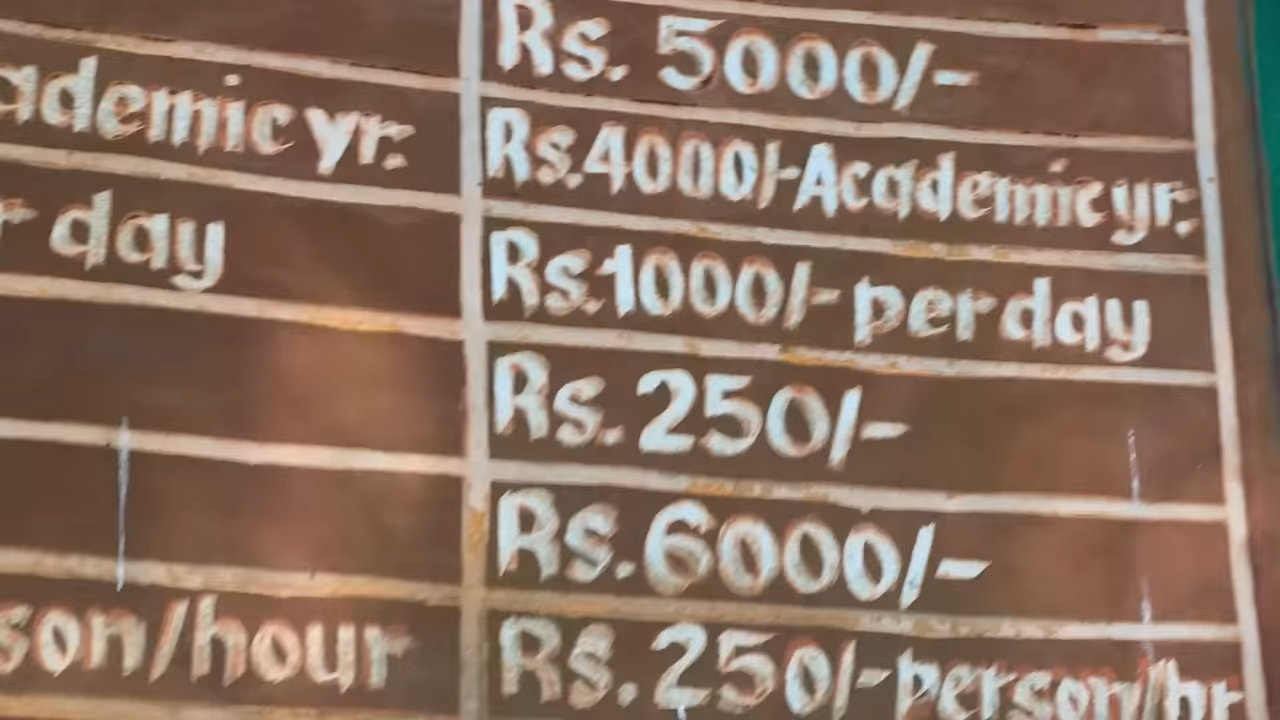 Rs. 5000/-
ademic yr. Rs.4000/-Academic yr.
r day Rs.1000/- per day
Rs. 250/-
Rs.6000/-
son/hour Rs. 250/-person/hr